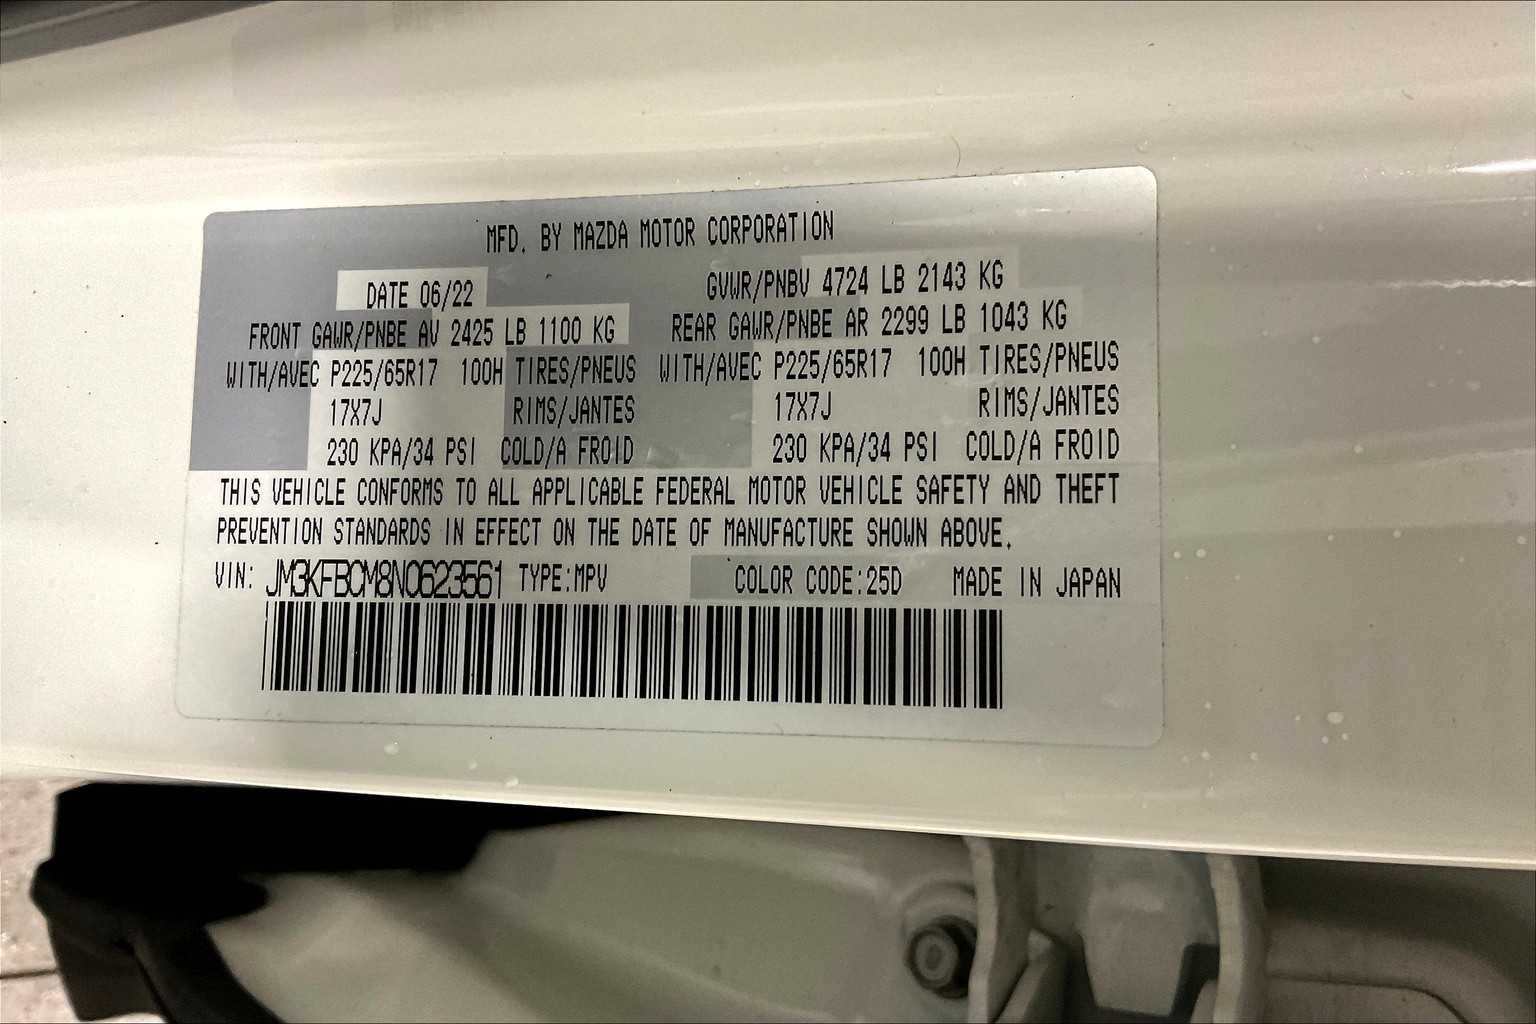 MFD. BY MAZDA MOTOR CORPORATION
DATE 06/22 GVWR/PNBV 4724 LB 2143 KG
FRONT GAWR/PNBE AV 2425 LB 1100 KG REAR GAWR/PNBE AR 2299 LB 1043 KG
WITH/AVEC P225/65R17 100H TIRES/PNEUS WITH/AVEC P225/65R17 100H TIRES/PNEUS
17X7J RIMS/JANTES 17X7J RIMS/JANTES
230 KPA/34 PSI COLD/A FROID 230 KPA/34 PSI COLD/A FROID
THIS VEHICLE CONFORMS TO ALL APPLICABLE FEDERAL MOTOR VEHICLE SAFETY AND THEFT
PREVENTION STANDARDS IN EFFECT ON THE DATE OF MANUFACTURE SHOWN ABOVE.
VIN: JM3KFBCM8N0623561 TYPE:MPV COLOR CODE:25D MADE IN JAPAN